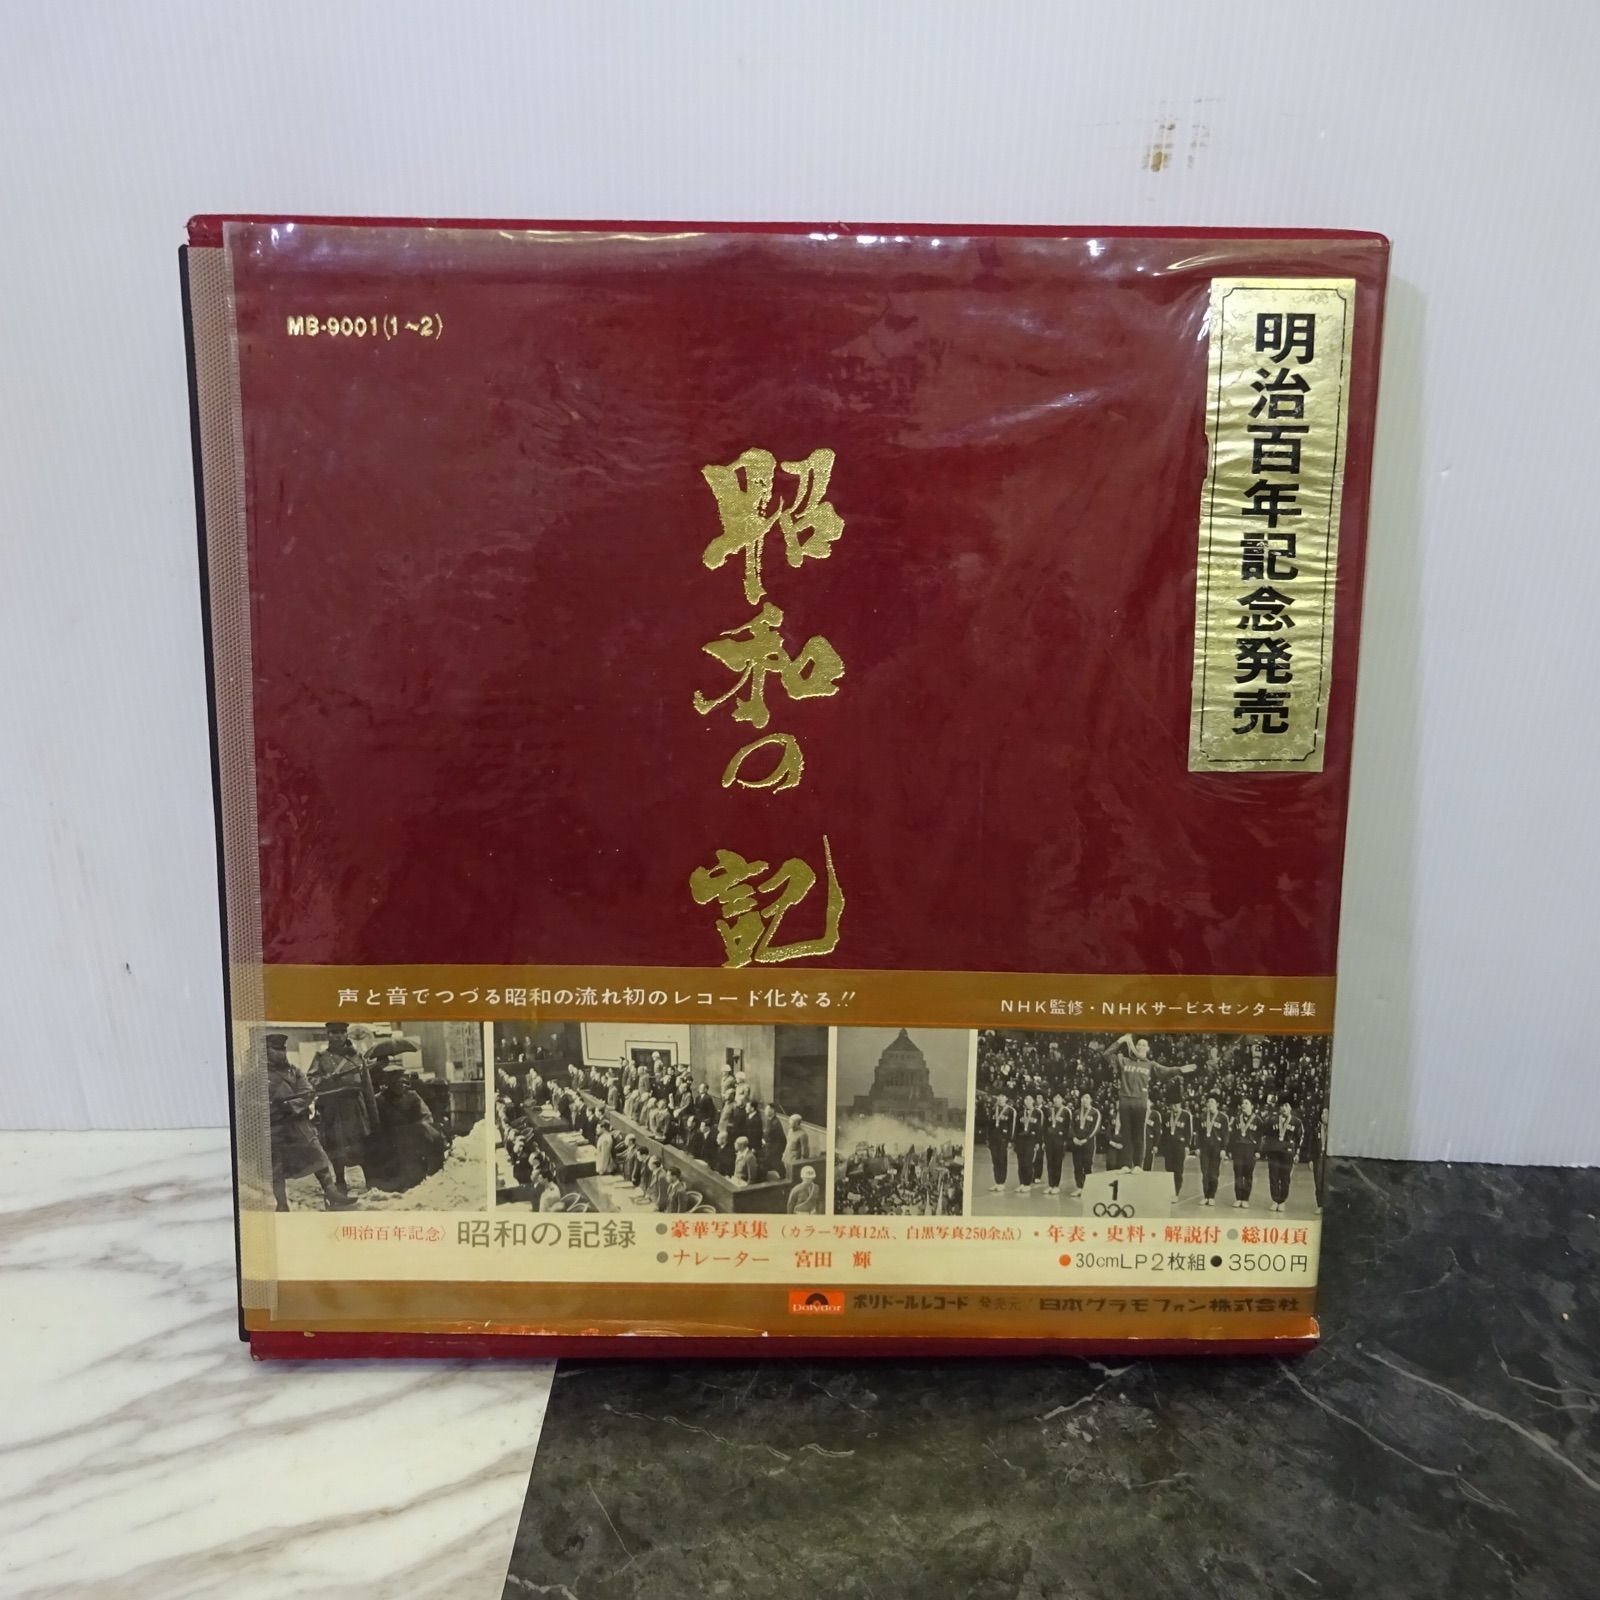 MB-9001(1~2)
明治百年記念発売
昭和の記
声と音でつづる昭和の流れ初のレコード化なる!!
NHK監修・NHKサービスセンター編集
〈明治百年記念〉昭和の記録
●豪華写真集(カラー写真12点、白黒写真250余点)・年表・史料・解説付●総104頁
●ナレーター 宮田 輝
●30cmLP2枚組●3500円
Polydor ポリドールレコード 発売元/日本グラモフォン株式会社
1